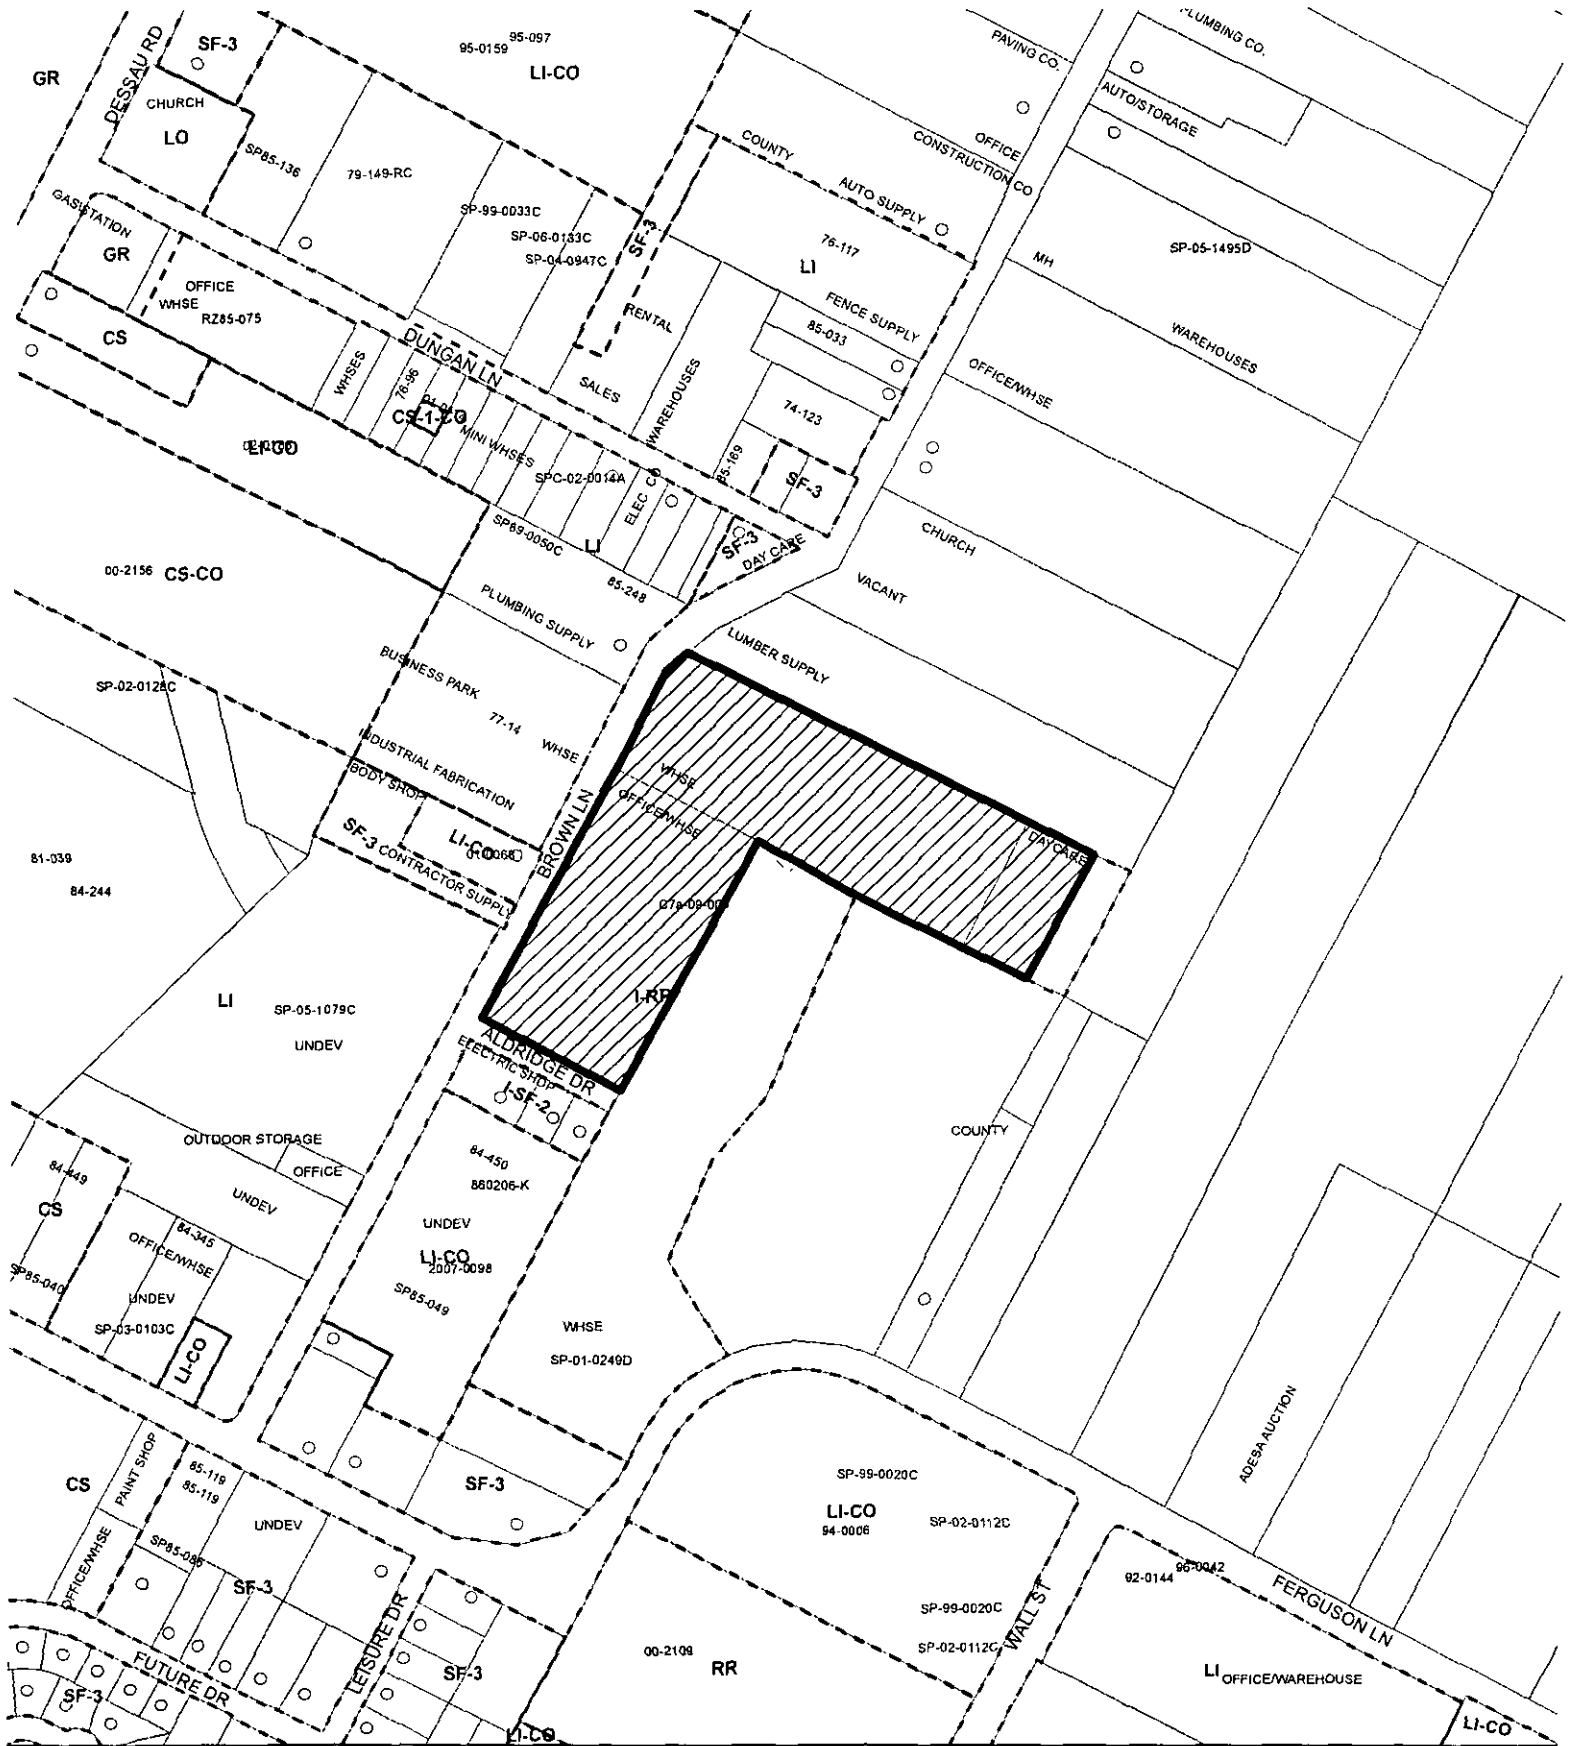 DESSAU RD
SF-3
95-0159
95-097
LI-CO
PAVING CO.
PLUMBING CO.
GR
CHURCH
LO
AUTO/STORAGE
SP85-136
79-149-RC
COUNTY
OFFICE
CONSTRUCTION CO
AUTO SUPPLY
GAS STATION
GR
SP-99-0033C
SP-06-0133C
SP-04-0947C
SF-3
76-117
LI
MH
SP-05-1495D
OFFICE
WHSE
RZ85-075
CS
RENTAL
FENCE SUPPLY
85-033
WAREHOUSES
DUNGAN LN
WHSES
76-96
CS-1-CO
SALES
WAREHOUSES
74-123
OFFICE/WHSE
LI-CO
MINI WHSES
SPC-02-0014A
ELEC CO
85-169
SF-3
SP69-0050C
LI
85-248
SF-3
DAY CARE
CHURCH
VACANT
00-2156
CS-CO
PLUMBING SUPPLY
LUMBER SUPPLY
BUSINESS PARK
SP-02-0128C
77-14
WHSE
INDUSTRIAL FABRICATION
BODY SHOP
WHSE
OFFICE/WHSE
BROWN LN
SF-3
LI-CO
CONTRACTOR SUPPLY
DAYCARE
81-039
84-244
I-RR
LI
SP-05-1079C
UNDEV
ALDRIDGE DR
ELECTRIC SHOP
I-SF-2
OUTDOOR STORAGE
OFFICE
COUNTY
84-449
CS
UNDEV
84-450
860206-K
84-345
OFFICE/WHSE
UNDEV
LI-CO
2007-0098
SP85-040
UNDEV
SP-03-0103C
SP85-049
LI-CO
WHSE
SP-01-0249D
ADESA AUCTION
CS
PAINT SHOP
85-119
85-119
SF-3
SP-99-0020C
LI-CO
94-0006
SP-02-0112C
UNDEV
OFFICE/WHSE
SF-3
92-0144
96-0042
FERGUSON LN
SP-99-0020C
SP-02-0112C
WALL ST
LEISURE DR
00-2109
RR
FUTURE DR
SF-3
SF-3
LI
OFFICE/WAREHOUSE
LI-CO
LI-CO